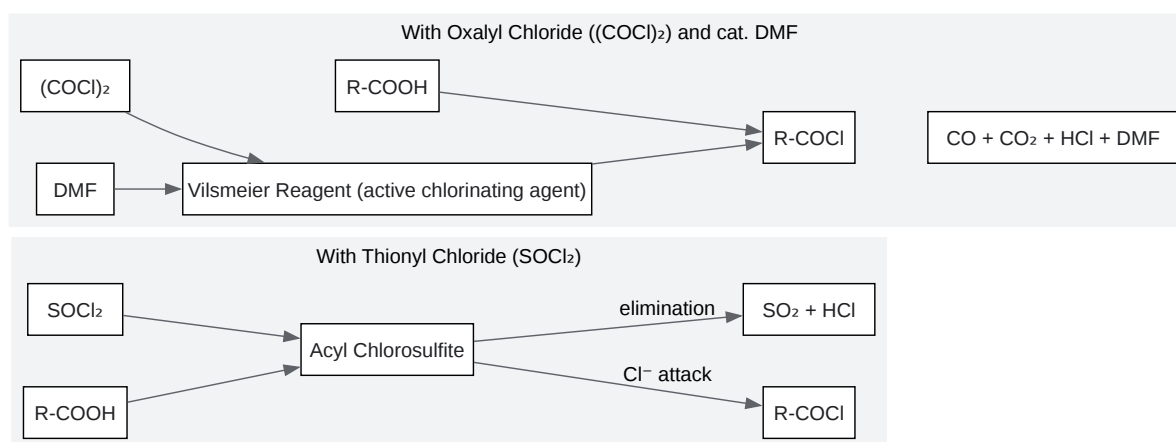 With Oxalyl Chloride ((COCl)₂) and cat. DMF
(COCl)₂
R-COOH
R-COCl
CO + CO₂ + HCl + DMF
DMF
Vilsmeier Reagent (active chlorinating agent)
With Thionyl Chloride (SOCl₂)
SOCl₂
elimination
SO₂ + HCl
Acyl Chlorosulfite
Cl⁻ attack
R-COOH
R-COCl